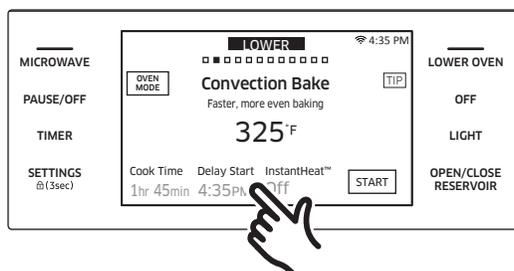 MICROWAVE
PAUSE/OFF
TIMER
SETTINGS
(3sec)
LOWER
4:35 PM
OVEN
MODE
Convection Bake
TIP
Faster, more even baking
325°F
Cook Time Delay Start InstantHeat™
1hr 45min 4:35PM Off
START
LOWER OVEN
OFF
LIGHT
OPEN/CLOSE
RESERVOIR